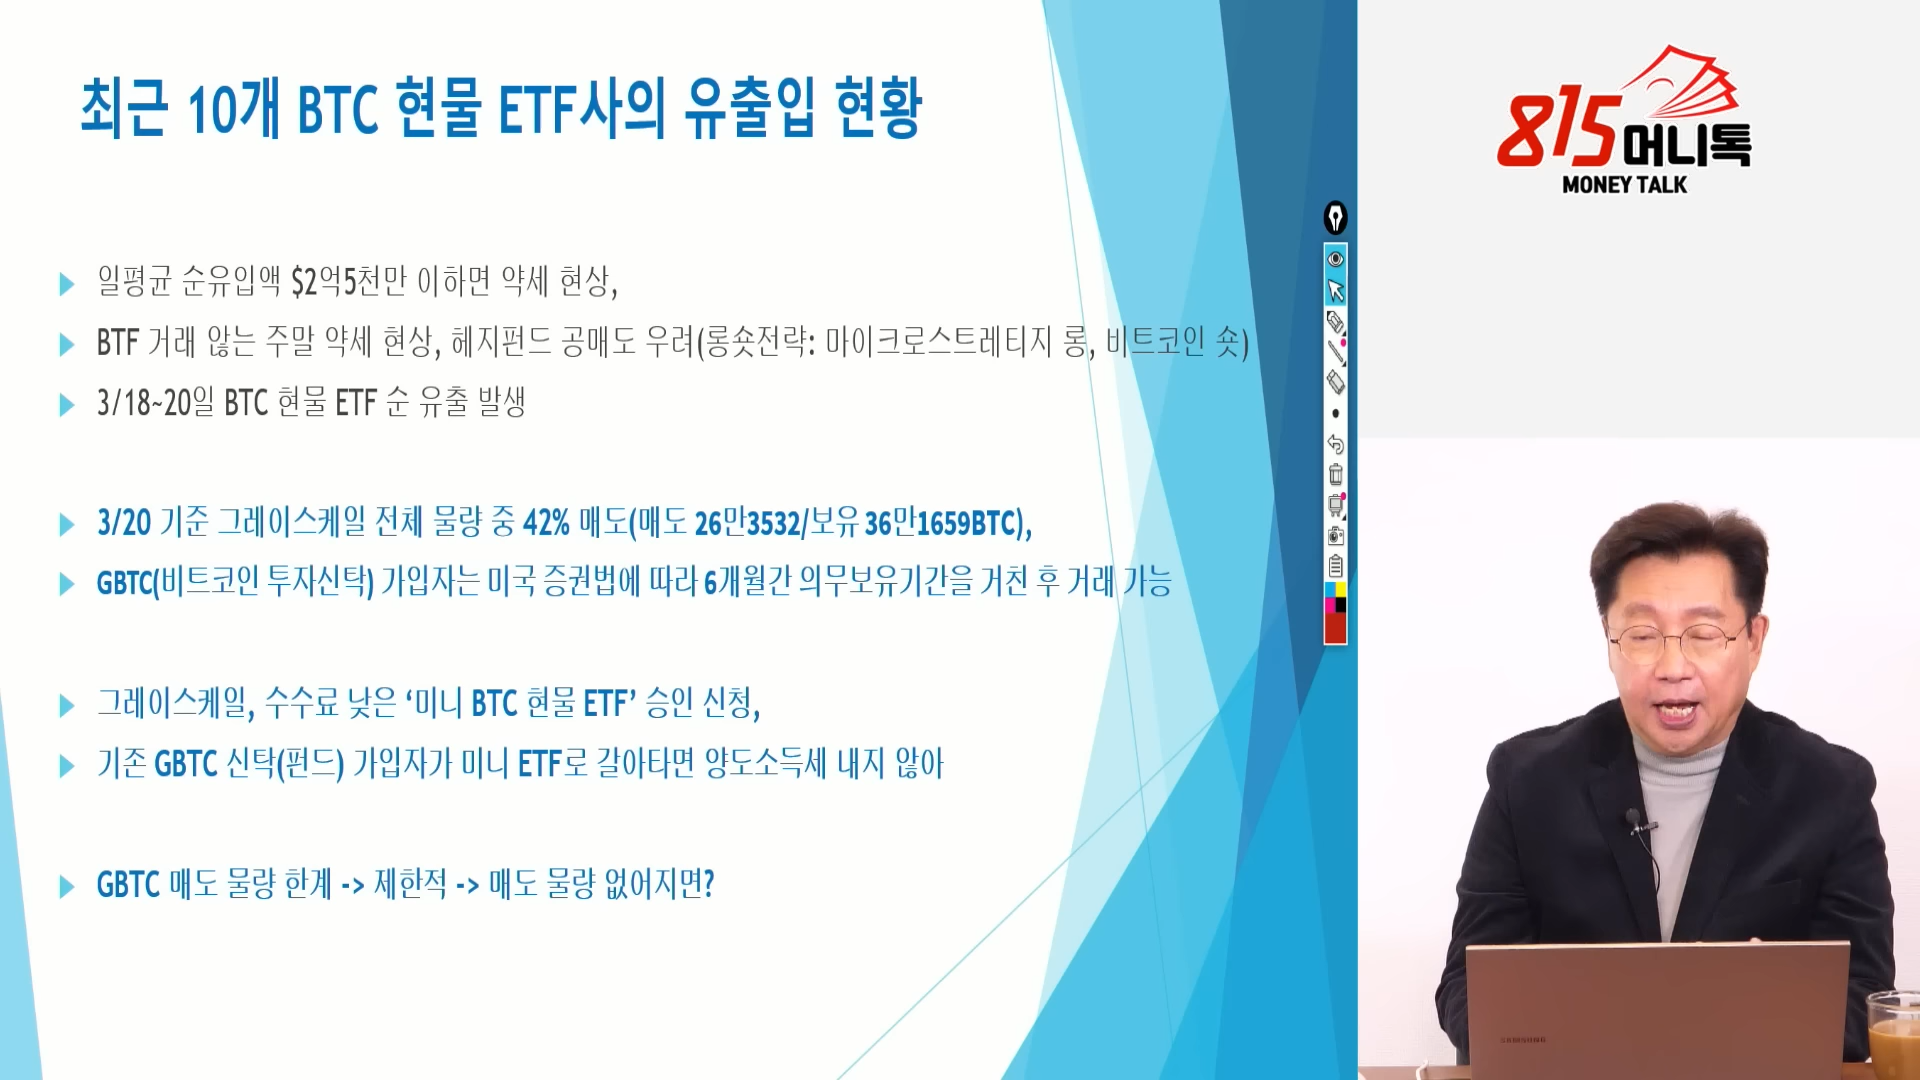 최근 10개 BTC 현물 ETF사의 유출입 현황
815머니톡
MONEY TALK
일평균 순유입액 $2억5천만 이하면 약세 현상,
BTF 거래 않는 주말 약세 현상, 헤지펀드 공매도 우려(롱숏전략: 마이크로스트레티지 롱, 비트코인 숏)
3/18~20일 BTC 현물 ETF 순 유출 발생
3/20 기준 그레이스케일 전체 물량 중 42% 매도(매도 26만3532/보유 36만1659BTC),
GBTC(비트코인 투자신탁) 가입자는 미국 증권법에 따라 6개월간 의무보유기간을 거친 후 거래 가능
그레이스케일, 수수료 낮은 ‘미니 BTC 현물 ETF’ 승인 신청,
기존 GBTC 신탁(펀드) 가입자가 미니 ETF로 갈아타면 양도소득세 내지 않아
GBTC 매도 물량 한계 -> 제한적 -> 매도 물량 없어지면?
SAMSUNG